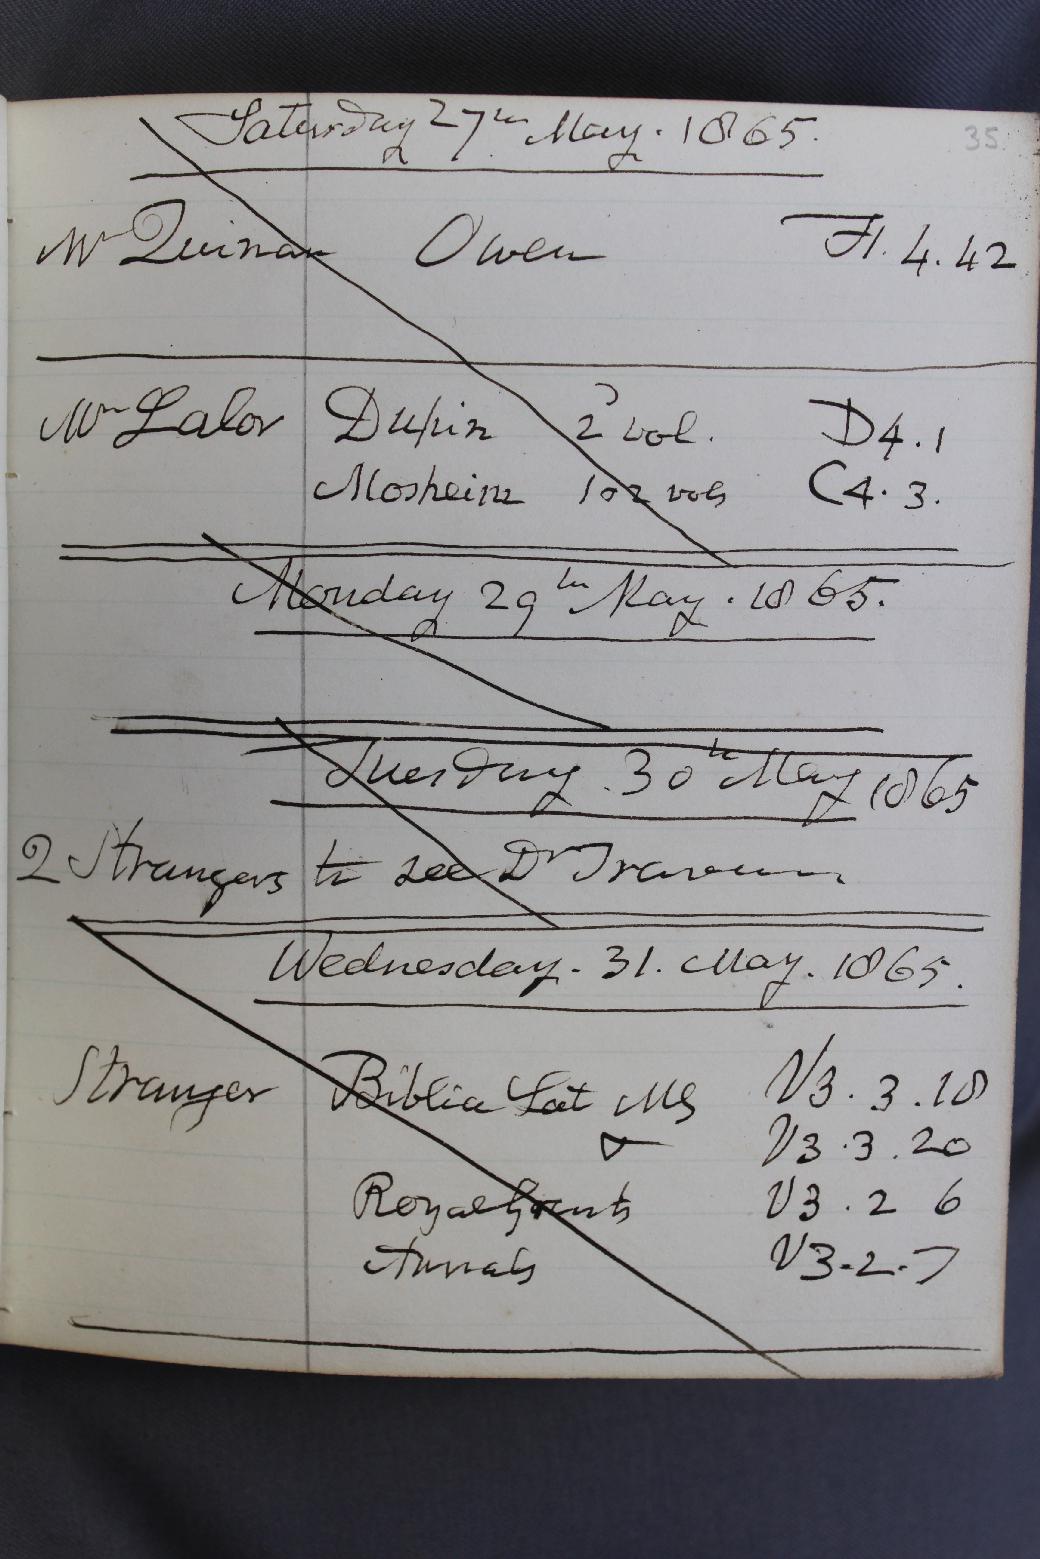 35
Saturday 27th May. 1865.
Mr Quinan Owen F1. 4. 42
Mr Lalor Dupin 2 vol. D4. 1
Mosheim 1 or 2 vols C4. 3.
Monday 29th May. 1865.
Tuesday 30th May 1865
2 Strangers to see Dr
Wednesday. 31. May. 1865.
Stranger Biblia Lat MS V3. 3. 18
V3. 3. 20
Royal Grants V3. 2 6
Annals V3. 2. 7